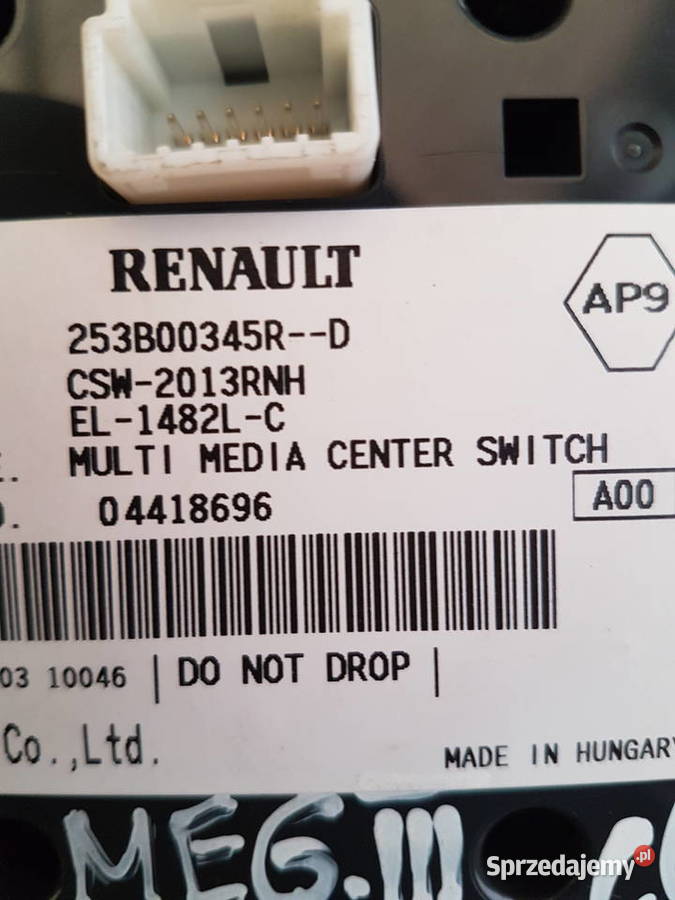 RENAULT
AP9
253B00345R--D
CSW-2013RNH
EL-1482L-C
MULTI MEDIA CENTER SWITCH
04418696
A00
03 10046 | DO NOT DROP |
Co.,Ltd.
MADE IN HUNGARY
MEG.III
Sprzedajemy.pl